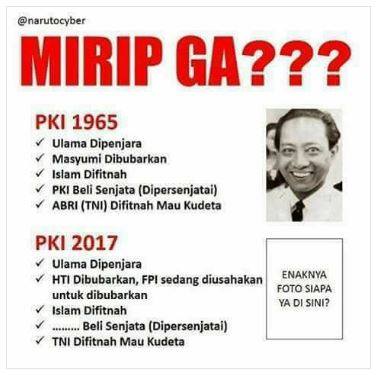 @narutocyber
MIRIP GA???
PKI 1965
✓ Ulama Dipenjara
✓ Masyumi Dibubarkan
✓ Islam Difitnah
✓ PKI Beli Senjata (Dipersenjatai)
✓ ABRI (TNI) Difitnah Mau Kudeta
PKI 2017
✓ Ulama Dipenjara
✓ HTI Dibubarkan, FPI sedang diusahakan
untuk dibubarkan
✓ Islam Difitnah
✓ ......... Beli Senjata (Dipersenjatai)
✓ TNI Difitnah Mau Kudeta
ENAKNYA
FOTO SIAPA
YA DI SINI?